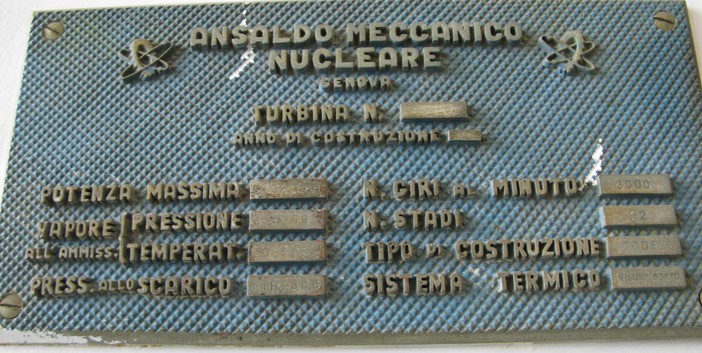 ANSALDO MECCANICO
NUCLEARE
GENOVA
TURBINA N.
ANNO DI COSTRUZIONE
POTENZA MASSIMA
VAPORE ALL'AMMISS.
PRESSIONE
TEMPERAT.
PRESS. ALLO SCARICO
N. GIRI AL MINUTO 3000
N. STADI 22
TIPO DI COSTRUZIONE
SISTEMA TERMICO